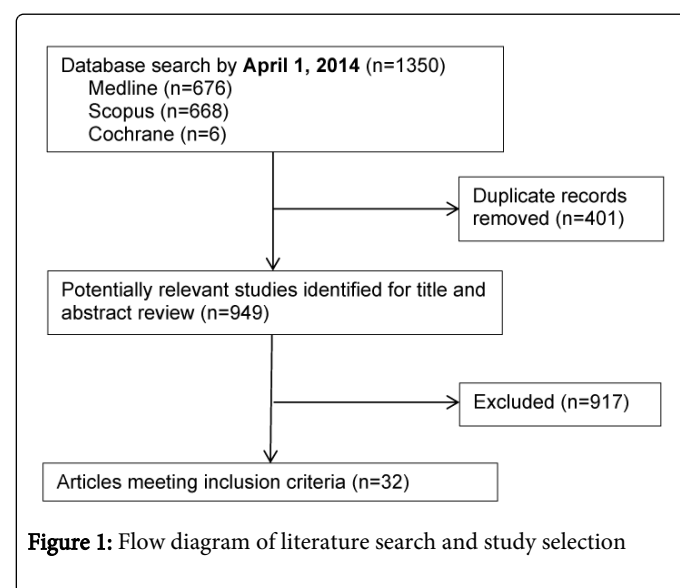 Database search by April 1, 2014 (n=1350)
Medline (n=676)
Scopus (n=668)
Cochrane (n=6)
Duplicate records
removed (n=401)
Potentially relevant studies identified for title and
abstract review (n=949)
Excluded (n=917)
Articles meeting inclusion criteria (n=32)
Figure 1: Flow diagram of literature search and study selection